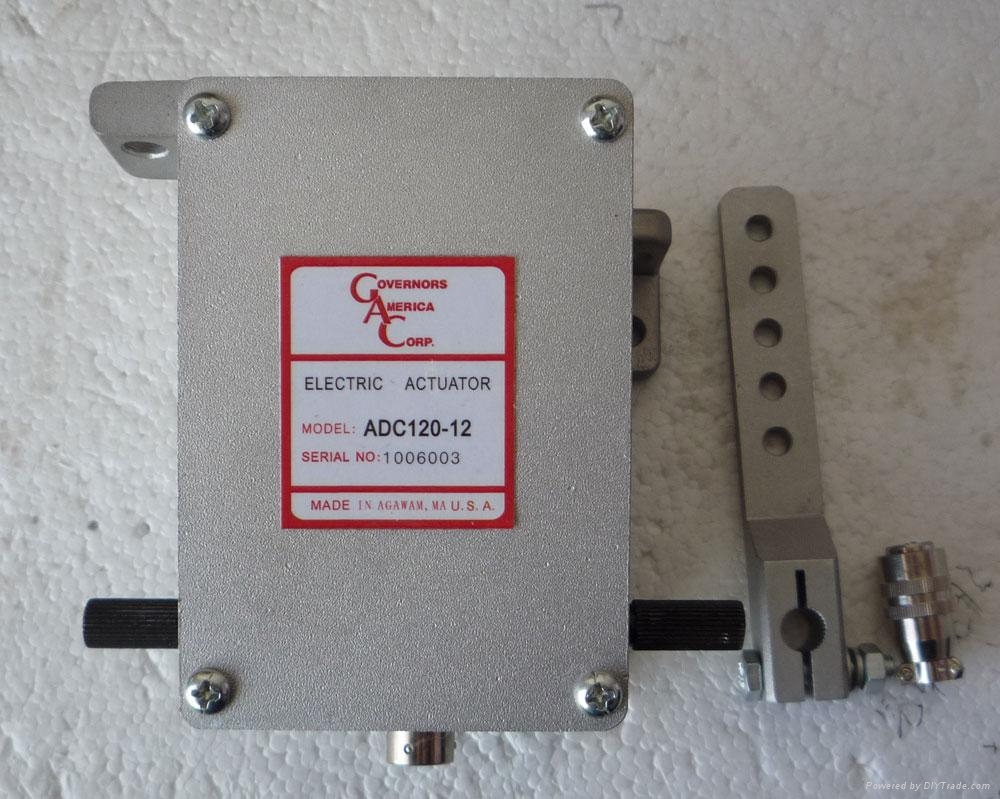 GOVERNORS
AMERICA
CORP.
ELECTRIC ACTUATOR
MODEL: ADC120-12
SERIAL NO:1006003
MADE IN AGAWAM, MA U.S.A.
Powered by DIYTrade.com